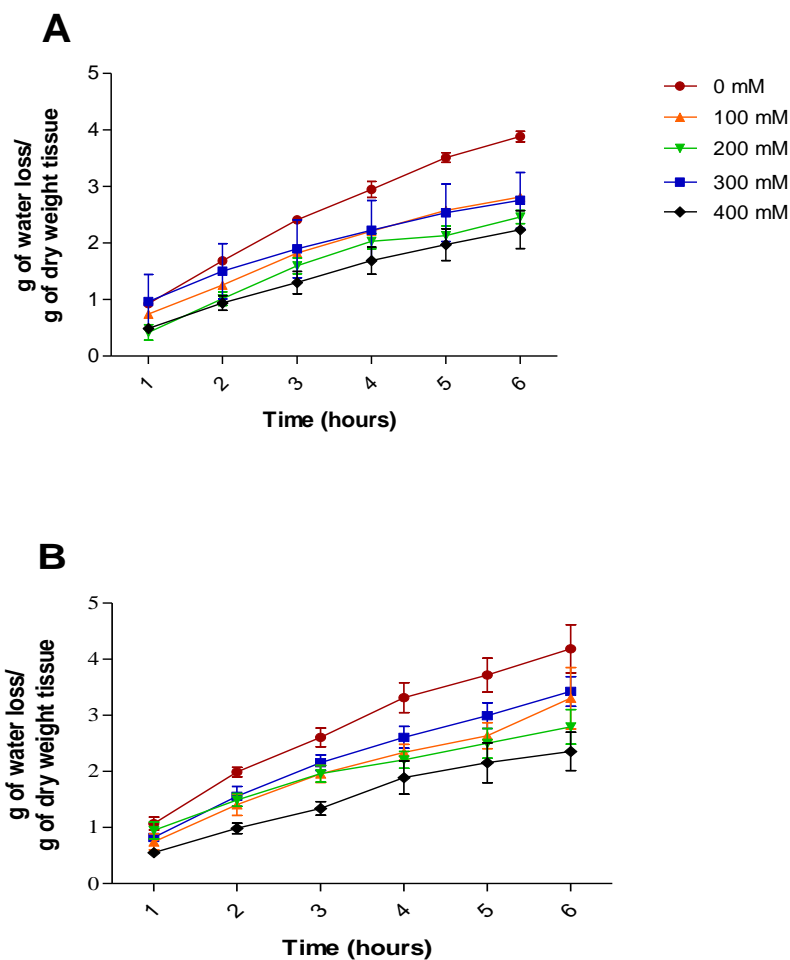 A
g of water loss/
g of dry weight tissue
5
4
3
2
1
0
1 2 3 4 5 6
Time (hours)
0 mM
100 mM
200 mM
300 mM
400 mM
B
g of water loss/
g of dry weight tissue
5
4
3
2
1
0
1 2 3 4 5 6
Time (hours)